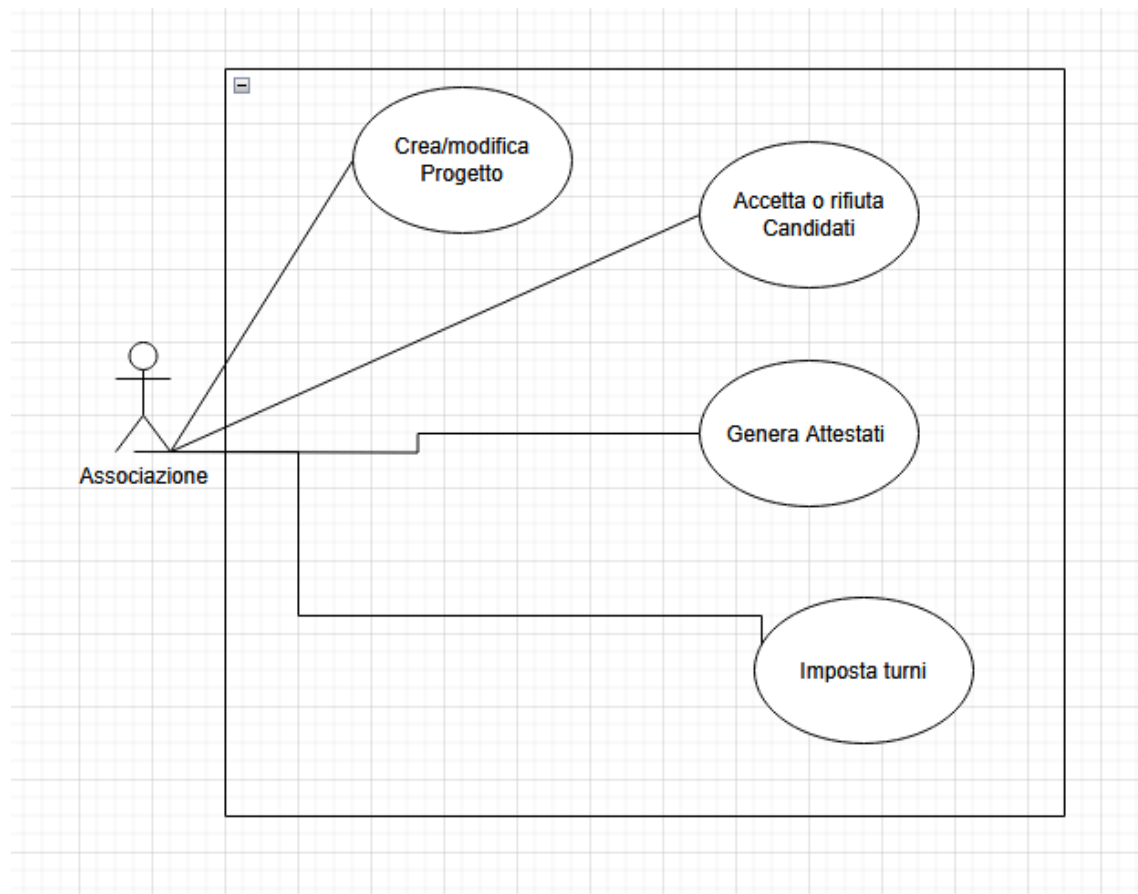 Crea/modifica
Progetto
Accetta o rifiuta
Candidati
Genera Attestati
Associazione
Imposta turni